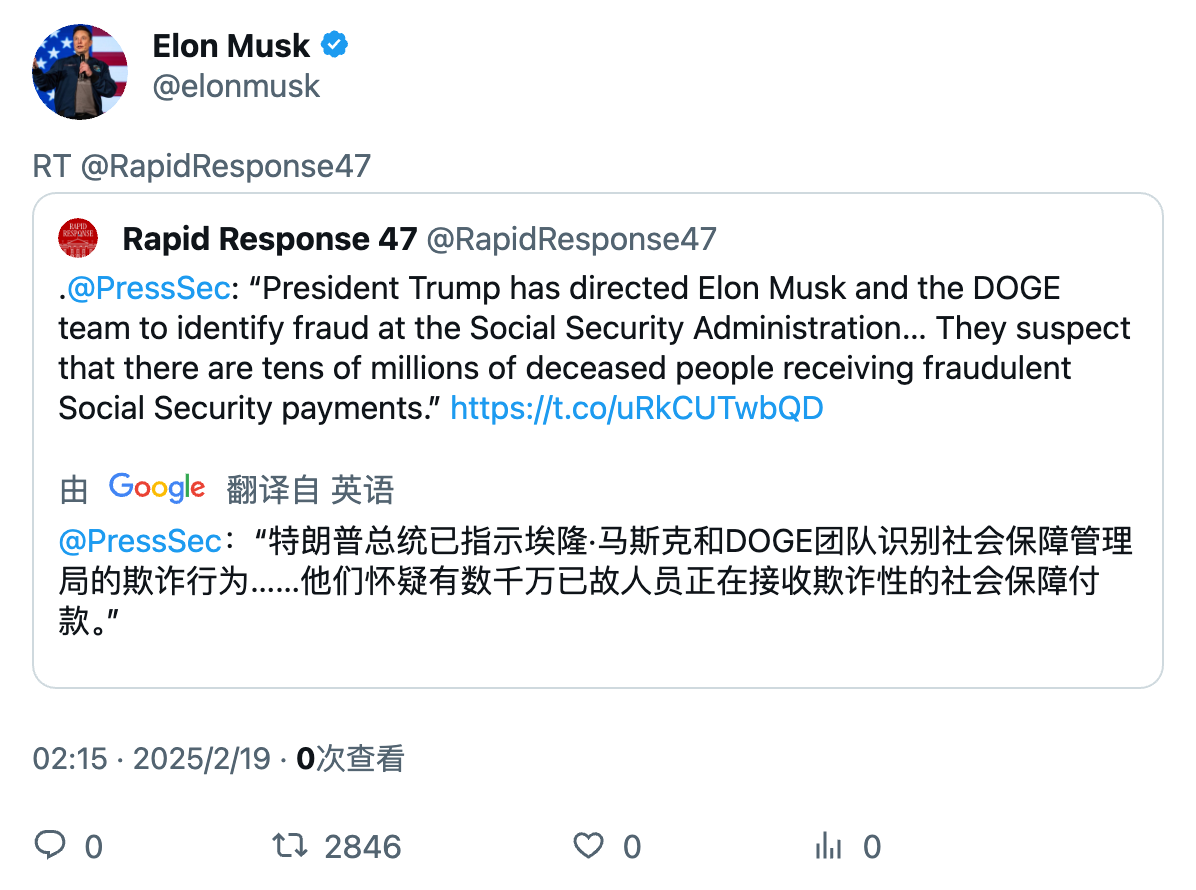 Elon Musk
@elonmusk
RT @RapidResponse47
RAPID
RESPONSE
Rapid Response 47 @RapidResponse47
.@PressSec: “President Trump has directed Elon Musk and the DOGE
team to identify fraud at the Social Security Administration... They suspect
that there are tens of millions of deceased people receiving fraudulent
Social Security payments.” https://t.co/uRkCUTwbQD
由 Google 翻译自 英语
@PressSec：“特朗普总统已指示埃隆·马斯克和DOGE团队识别社会保障管理
局的欺诈行为……他们怀疑有数千万已故人员正在接收欺诈性的社会保障付
款。”
02:15 · 2025/2/19 · 0次查看
0 2846 0 0